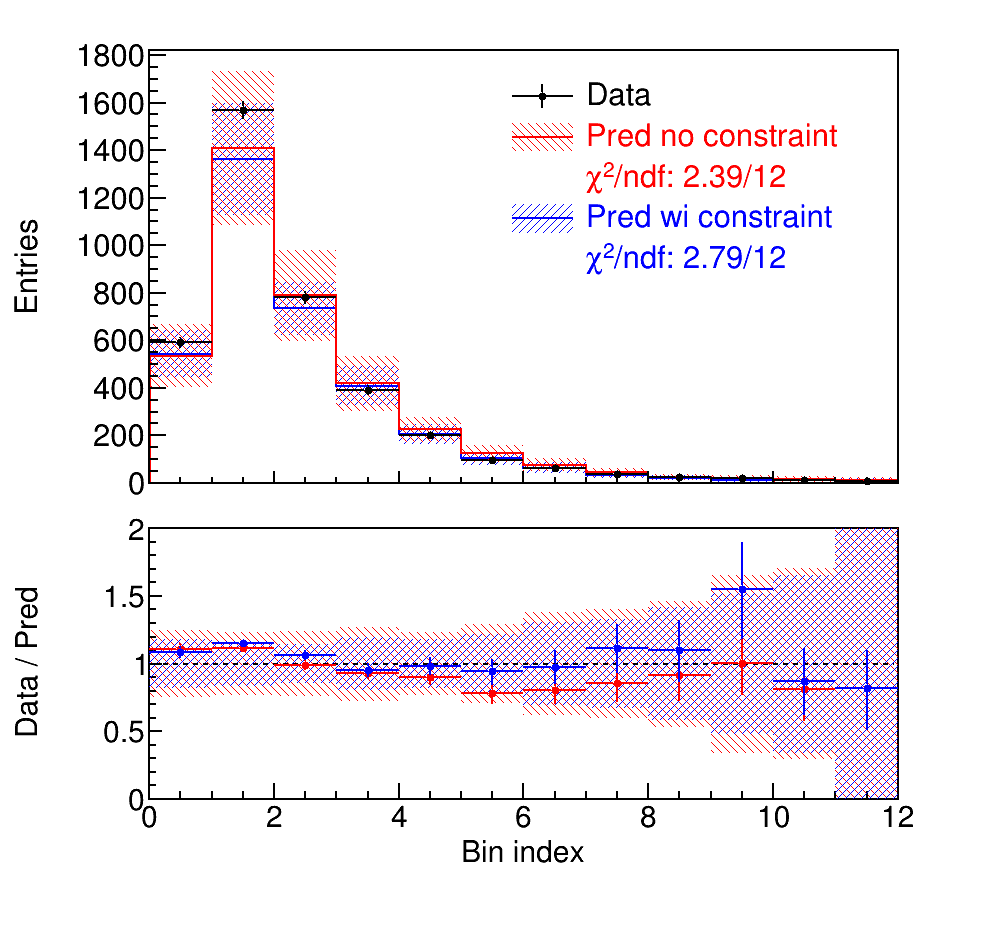 1800
1600
1400
1200
1000
800
600
400
200
0
Entries
Data
Pred no constraint
χ²/ndf: 2.39/12
Pred wi constraint
χ²/ndf: 2.79/12
2
1.5
1
0.5
0
Data / Pred
0 2 4 6 8 10 12
Bin index